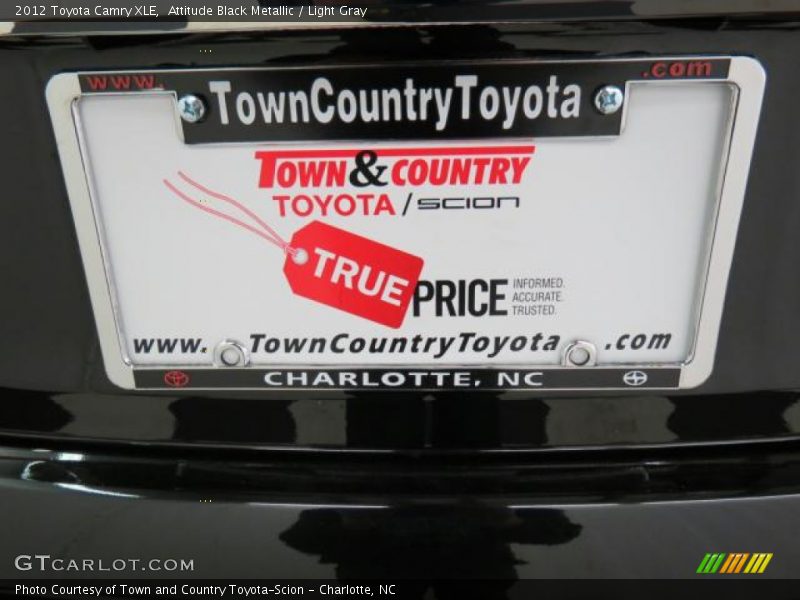 2012 Toyota Camry XLE,  Attitude Black Metallic / Light Gray
www. .com
TownCountryToyota
TOWN & COUNTRY
TOYOTA / SCION
TRUE PRICE
INFORMED.
ACCURATE.
TRUSTED.
www. TownCountryToyota .com
CHARLOTTE, NC
GTCARLOT.COM
Photo Courtesy of Town and Country Toyota-Scion - Charlotte, NC